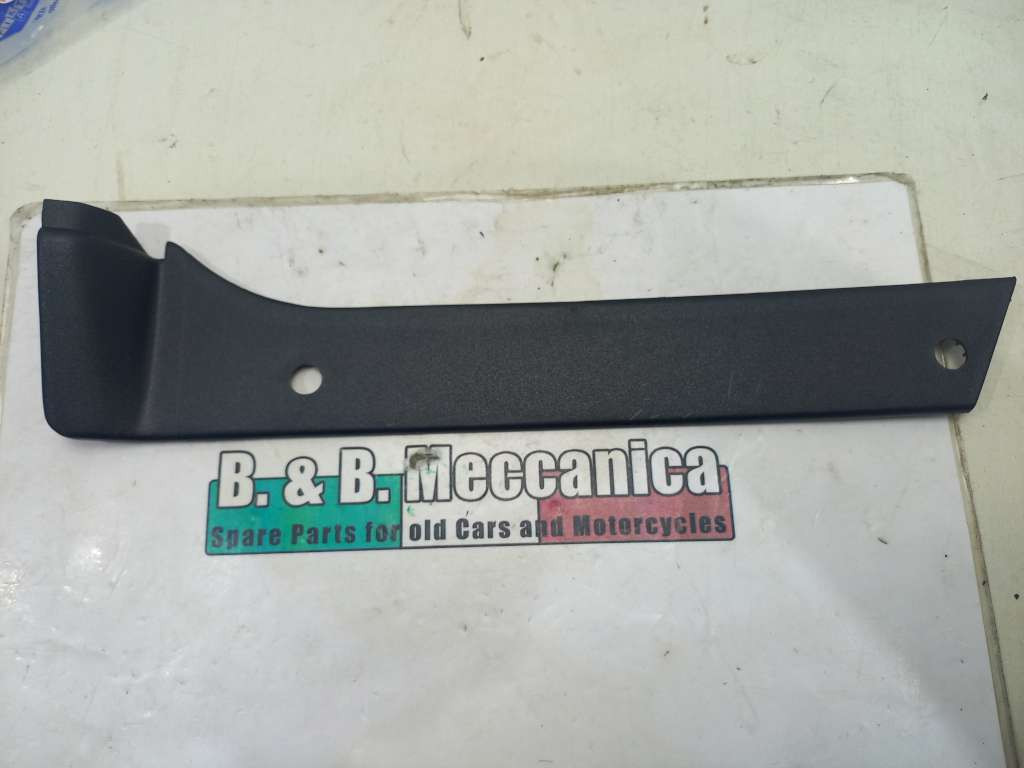 B. & B. Meccanica
Spare Parts for old Cars and Motorcycles